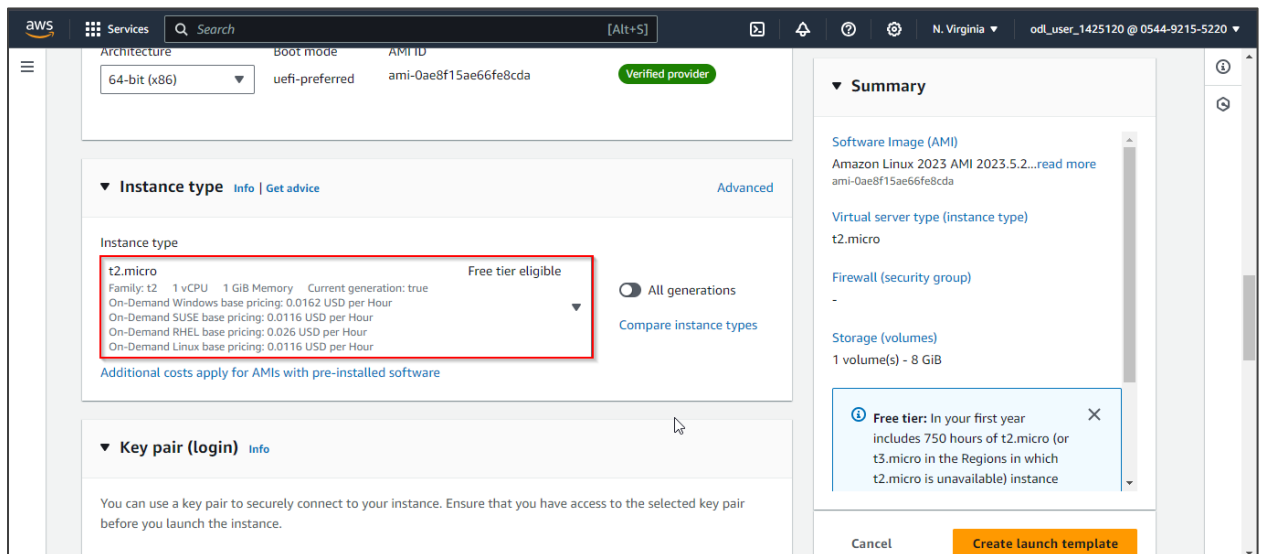 aws
Services
Search
[Alt+S]
N. Virginia ▼
odl_user_1425120 @ 0544-9215-5220 ▼
Architecture
Boot mode
AMI ID
64-bit (x86)
uefi-preferred
ami-0ae8f15ae66fe8cda
Verified provider
Instance type
Info | Get advice
Advanced
Instance type
t2.micro
Free tier eligible
Family: t2 1 vCPU 1 GiB Memory Current generation: true
On-Demand Windows base pricing: 0.0162 USD per Hour
On-Demand SUSE base pricing: 0.0116 USD per Hour
On-Demand RHEL base pricing: 0.026 USD per Hour
On-Demand Linux base pricing: 0.0116 USD per Hour
All generations
Compare instance types
Additional costs apply for AMIs with pre-installed software
Key pair (login)
Info
You can use a key pair to securely connect to your instance. Ensure that you have access to the selected key pair
before you launch the instance.
Summary
Software Image (AMI)
Amazon Linux 2023 AMI 2023.5.2...read more
ami-0ae8f15ae66fe8cda
Virtual server type (instance type)
t2.micro
Firewall (security group)
-
Storage (volumes)
1 volume(s) - 8 GiB
Free tier: In your first year
includes 750 hours of t2.micro (or
t3.micro in the Regions in which
t2.micro is unavailable) instance
Cancel
Create launch template